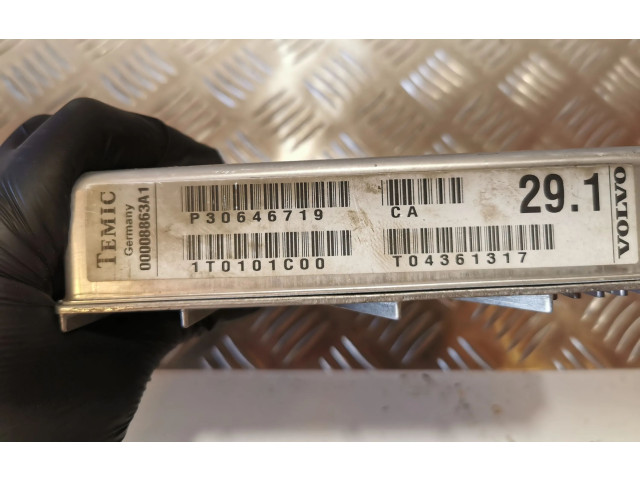 TEMIC
Germany
00008863A1
P30646719
CA
29.1
1T0101C00
T04361317
VOLVO